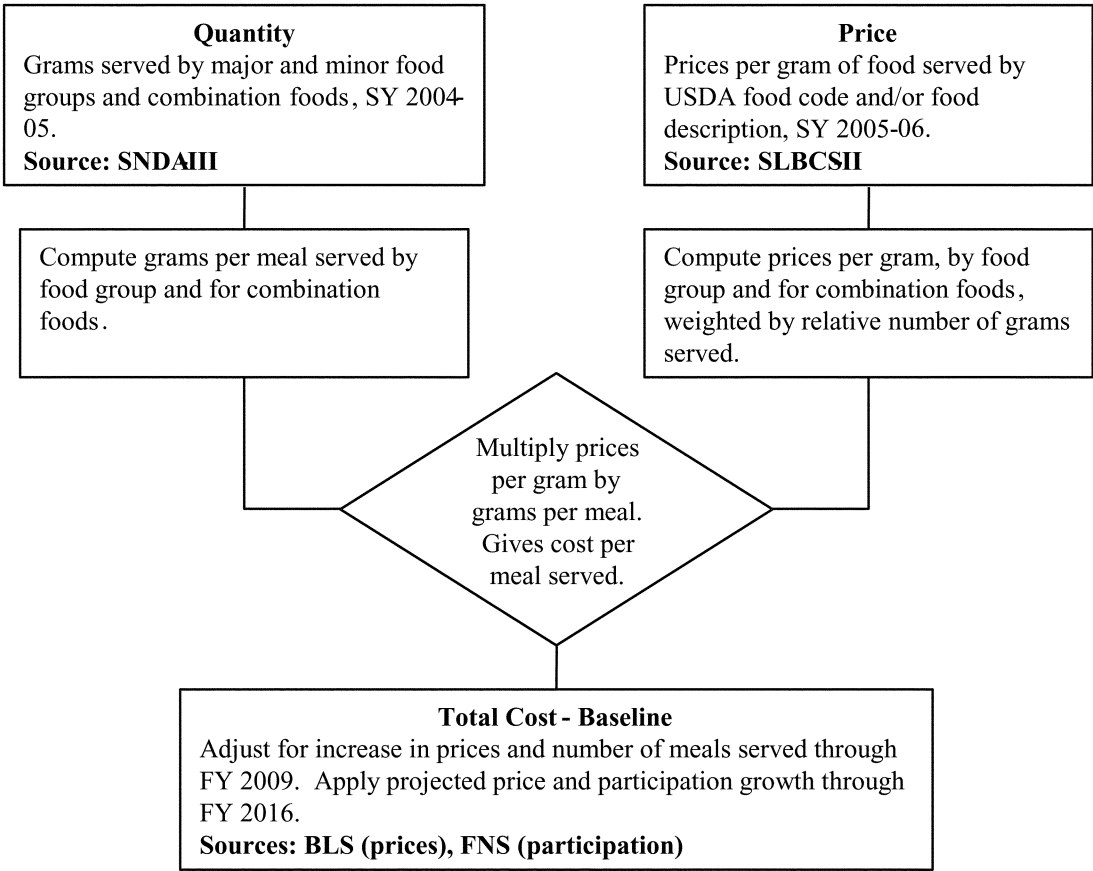 Quantity
Grams served by major and minor food
groups and combination foods, SY 2004-
05.
Source: SNDAIII
Price
Prices per gram of food served by
USDA food code and/or food
description, SY 2005-06.
Source: SLBCSII
Compute grams per meal served by
food group and for combination
foods.
Compute prices per gram, by food
group and for combination foods,
weighted by relative number of grams
served.
Multiply prices
per gram by
grams per meal.
Gives cost per
meal served.
Total Cost - Baseline
Adjust for increase in prices and number of meals served through
FY 2009. Apply projected price and participation growth through
FY 2016.
Sources: BLS (prices), FNS (participation)